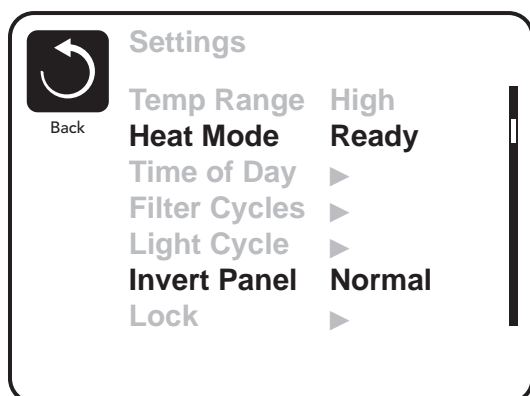 Settings
Back
Temp Range High
Heat Mode Ready
Time of Day ▶
Filter Cycles ▶
Light Cycle ▶
Invert Panel Normal
Lock ▶